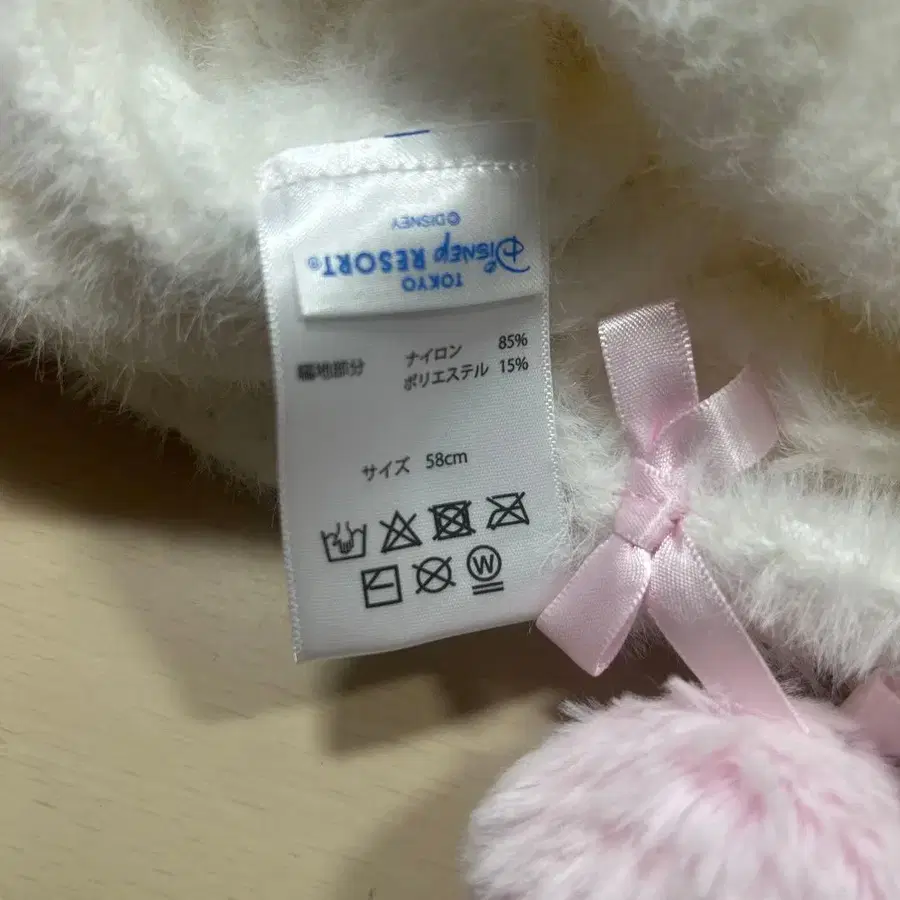 ©DISNEY
TOKYO
Disney RESORT®
編地部分 ナイロン 85%
ポリエステル 15%
サイズ 58cm
W